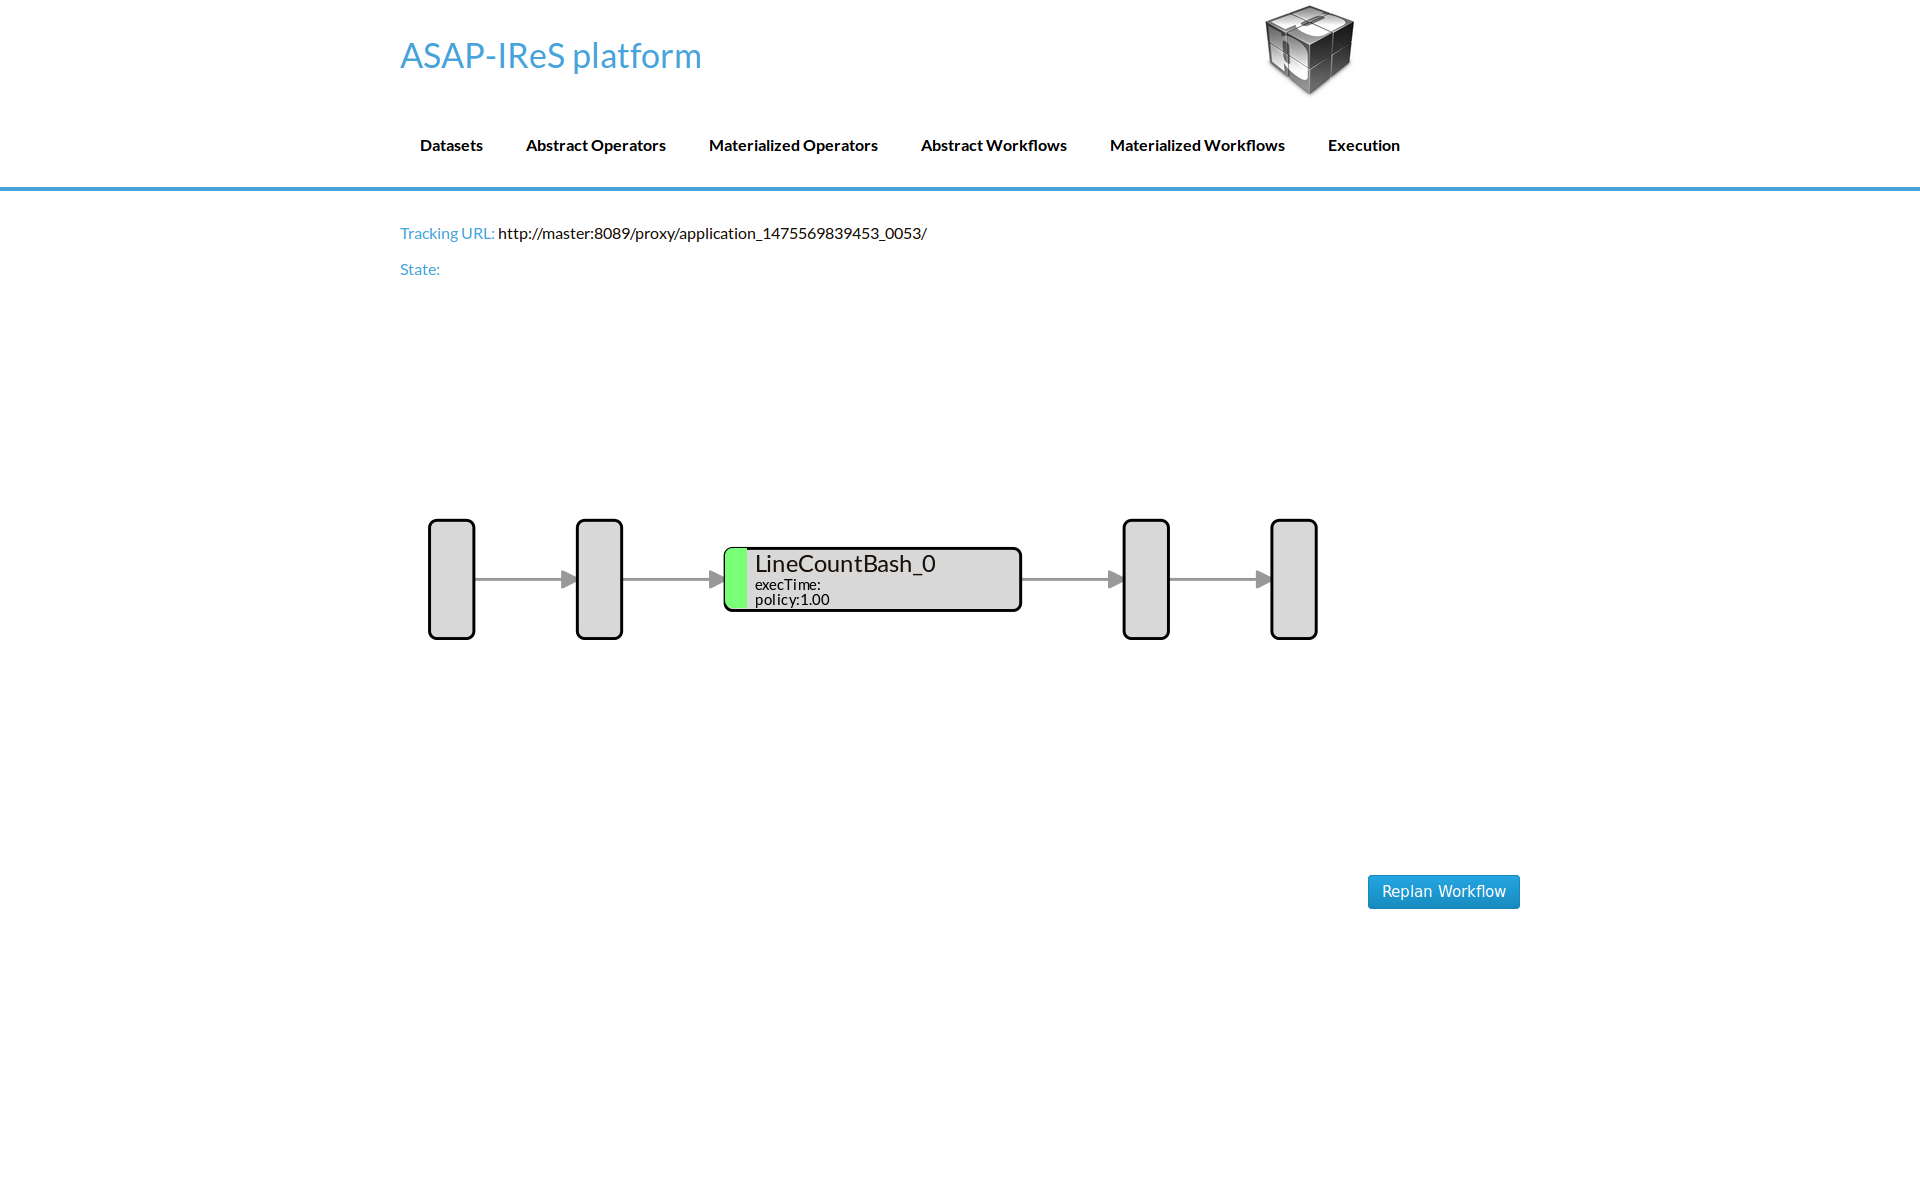 ASAP-IReS platform
Datasets Abstract Operators Materialized Operators Abstract Workflows Materialized Workflows Execution
Tracking URL: http://master:8089/proxy/application_1475569839453_0053/
State:
LineCountBash_0
execTime:
policy:1.00
Replan Workflow